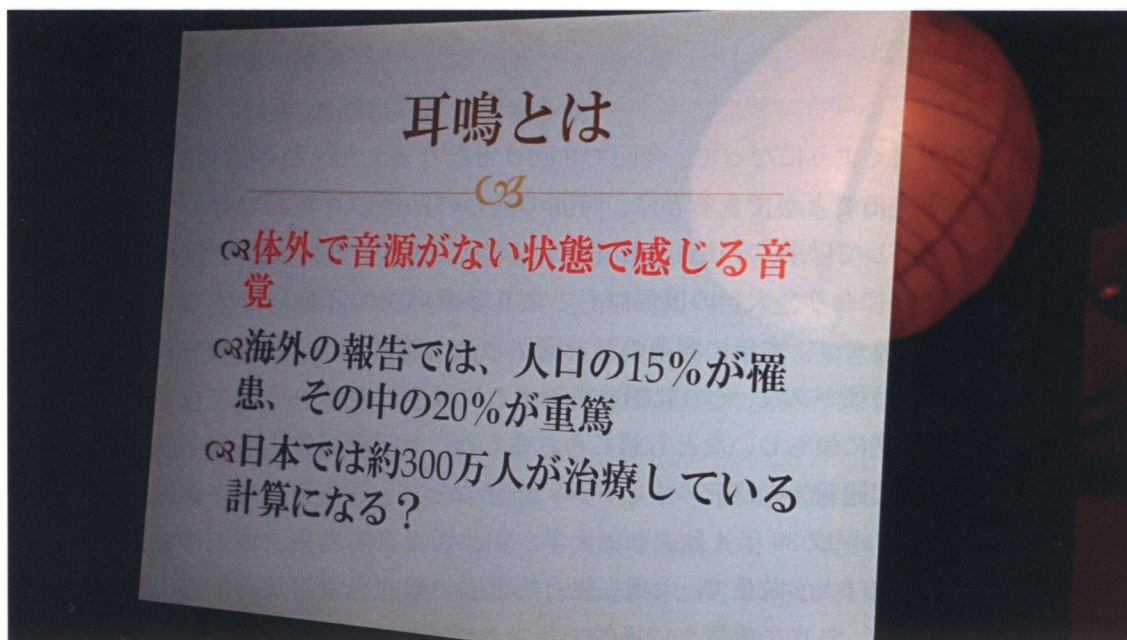 耳鳴とは
体外で音源がない状態で感じる音
覚
海外の報告では、人口の15%が罹
患、その中の20%が重篤
日本では約300万人が治療している
計算になる？